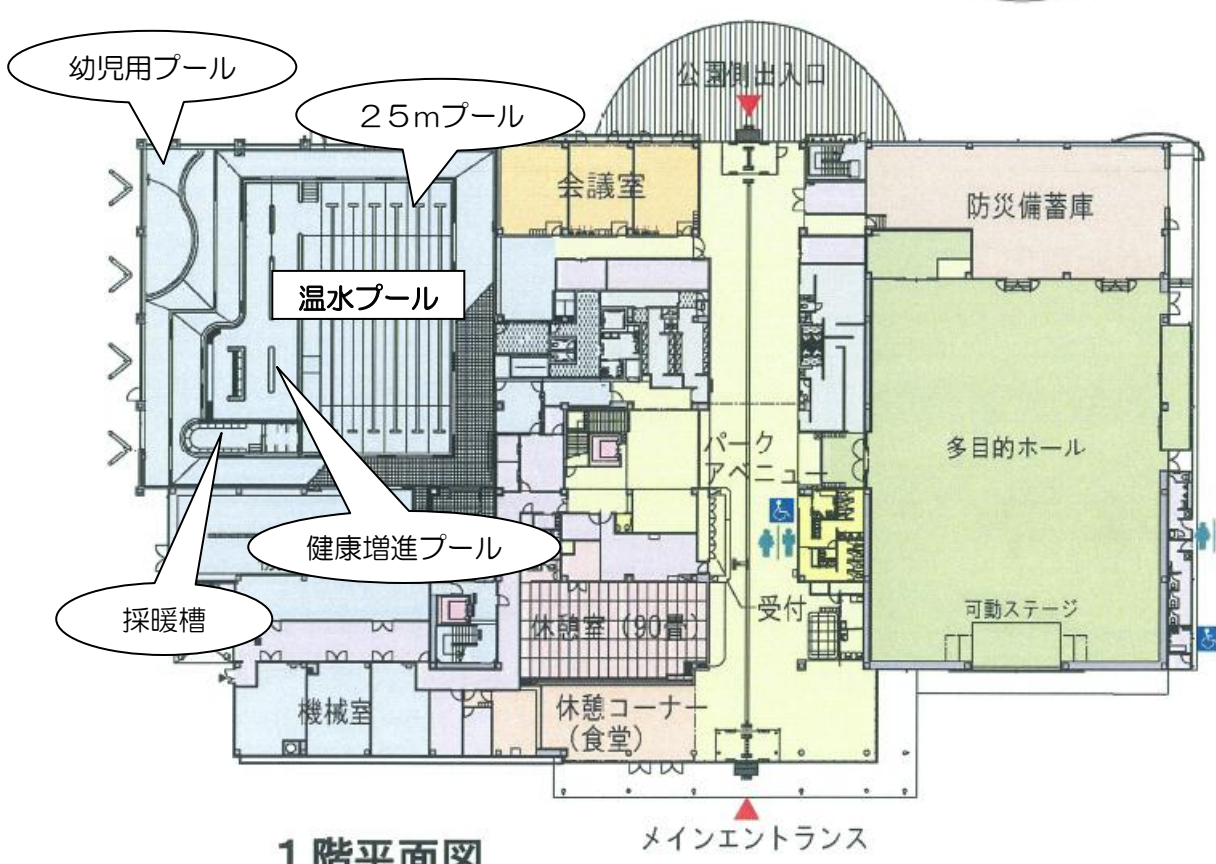 幼児用プール
２５ｍプール
公園側出入口
会議室
防災備蓄庫
温水プール
パーク
アベニュー
多目的ホール
健康増進プール
採暖槽
受付
可動ステージ
休憩室（90畳）
機械室
休憩コーナー
（食堂）
メインエントランス
１階平面図